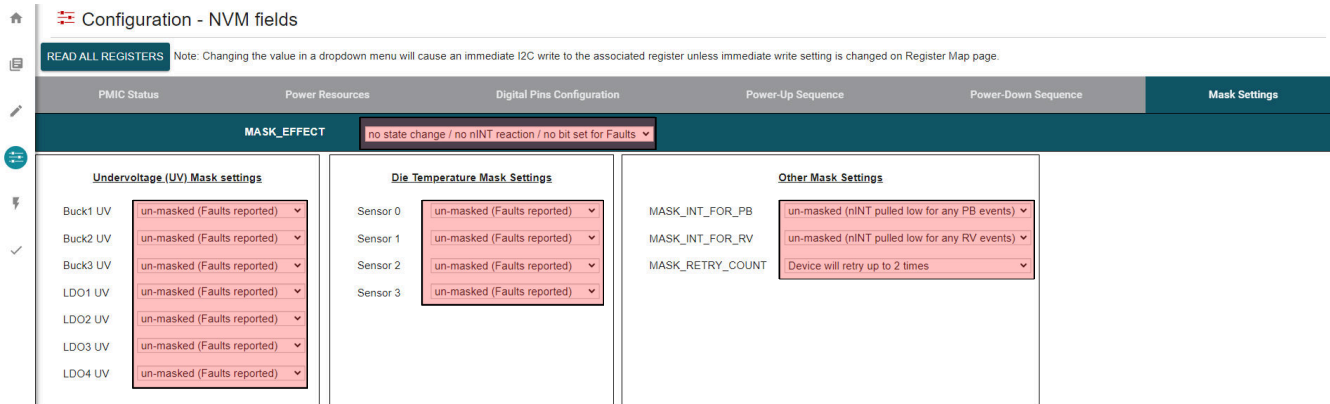 Configuration - NVM fields
READ ALL REGISTERS Note: Changing the value in a dropdown menu will cause an immediate I2C write to the associated register unless immediate write setting is changed on Register Map page.
PMIC Status Power Resources Digital Pins Configuration Power-Up Sequence Power-Down Sequence Mask Settings
MASK_EFFECT no state change / no nINT reaction / no bit set for Faults
Undervoltage (UV) Mask settings
Buck1 UV un-masked (Faults reported)
Buck2 UV un-masked (Faults reported)
Buck3 UV un-masked (Faults reported)
LDO1 UV un-masked (Faults reported)
LDO2 UV un-masked (Faults reported)
LDO3 UV un-masked (Faults reported)
LDO4 UV un-masked (Faults reported)
Die Temperature Mask Settings
Sensor 0 un-masked (Faults reported)
Sensor 1 un-masked (Faults reported)
Sensor 2 un-masked (Faults reported)
Sensor 3 un-masked (Faults reported)
Other Mask Settings
MASK_INT_FOR_PB un-masked (nINT pulled low for any PB events)
MASK_INT_FOR_RV un-masked (nINT pulled low for any RV events)
MASK_RETRY_COUNT Device will retry up to 2 times